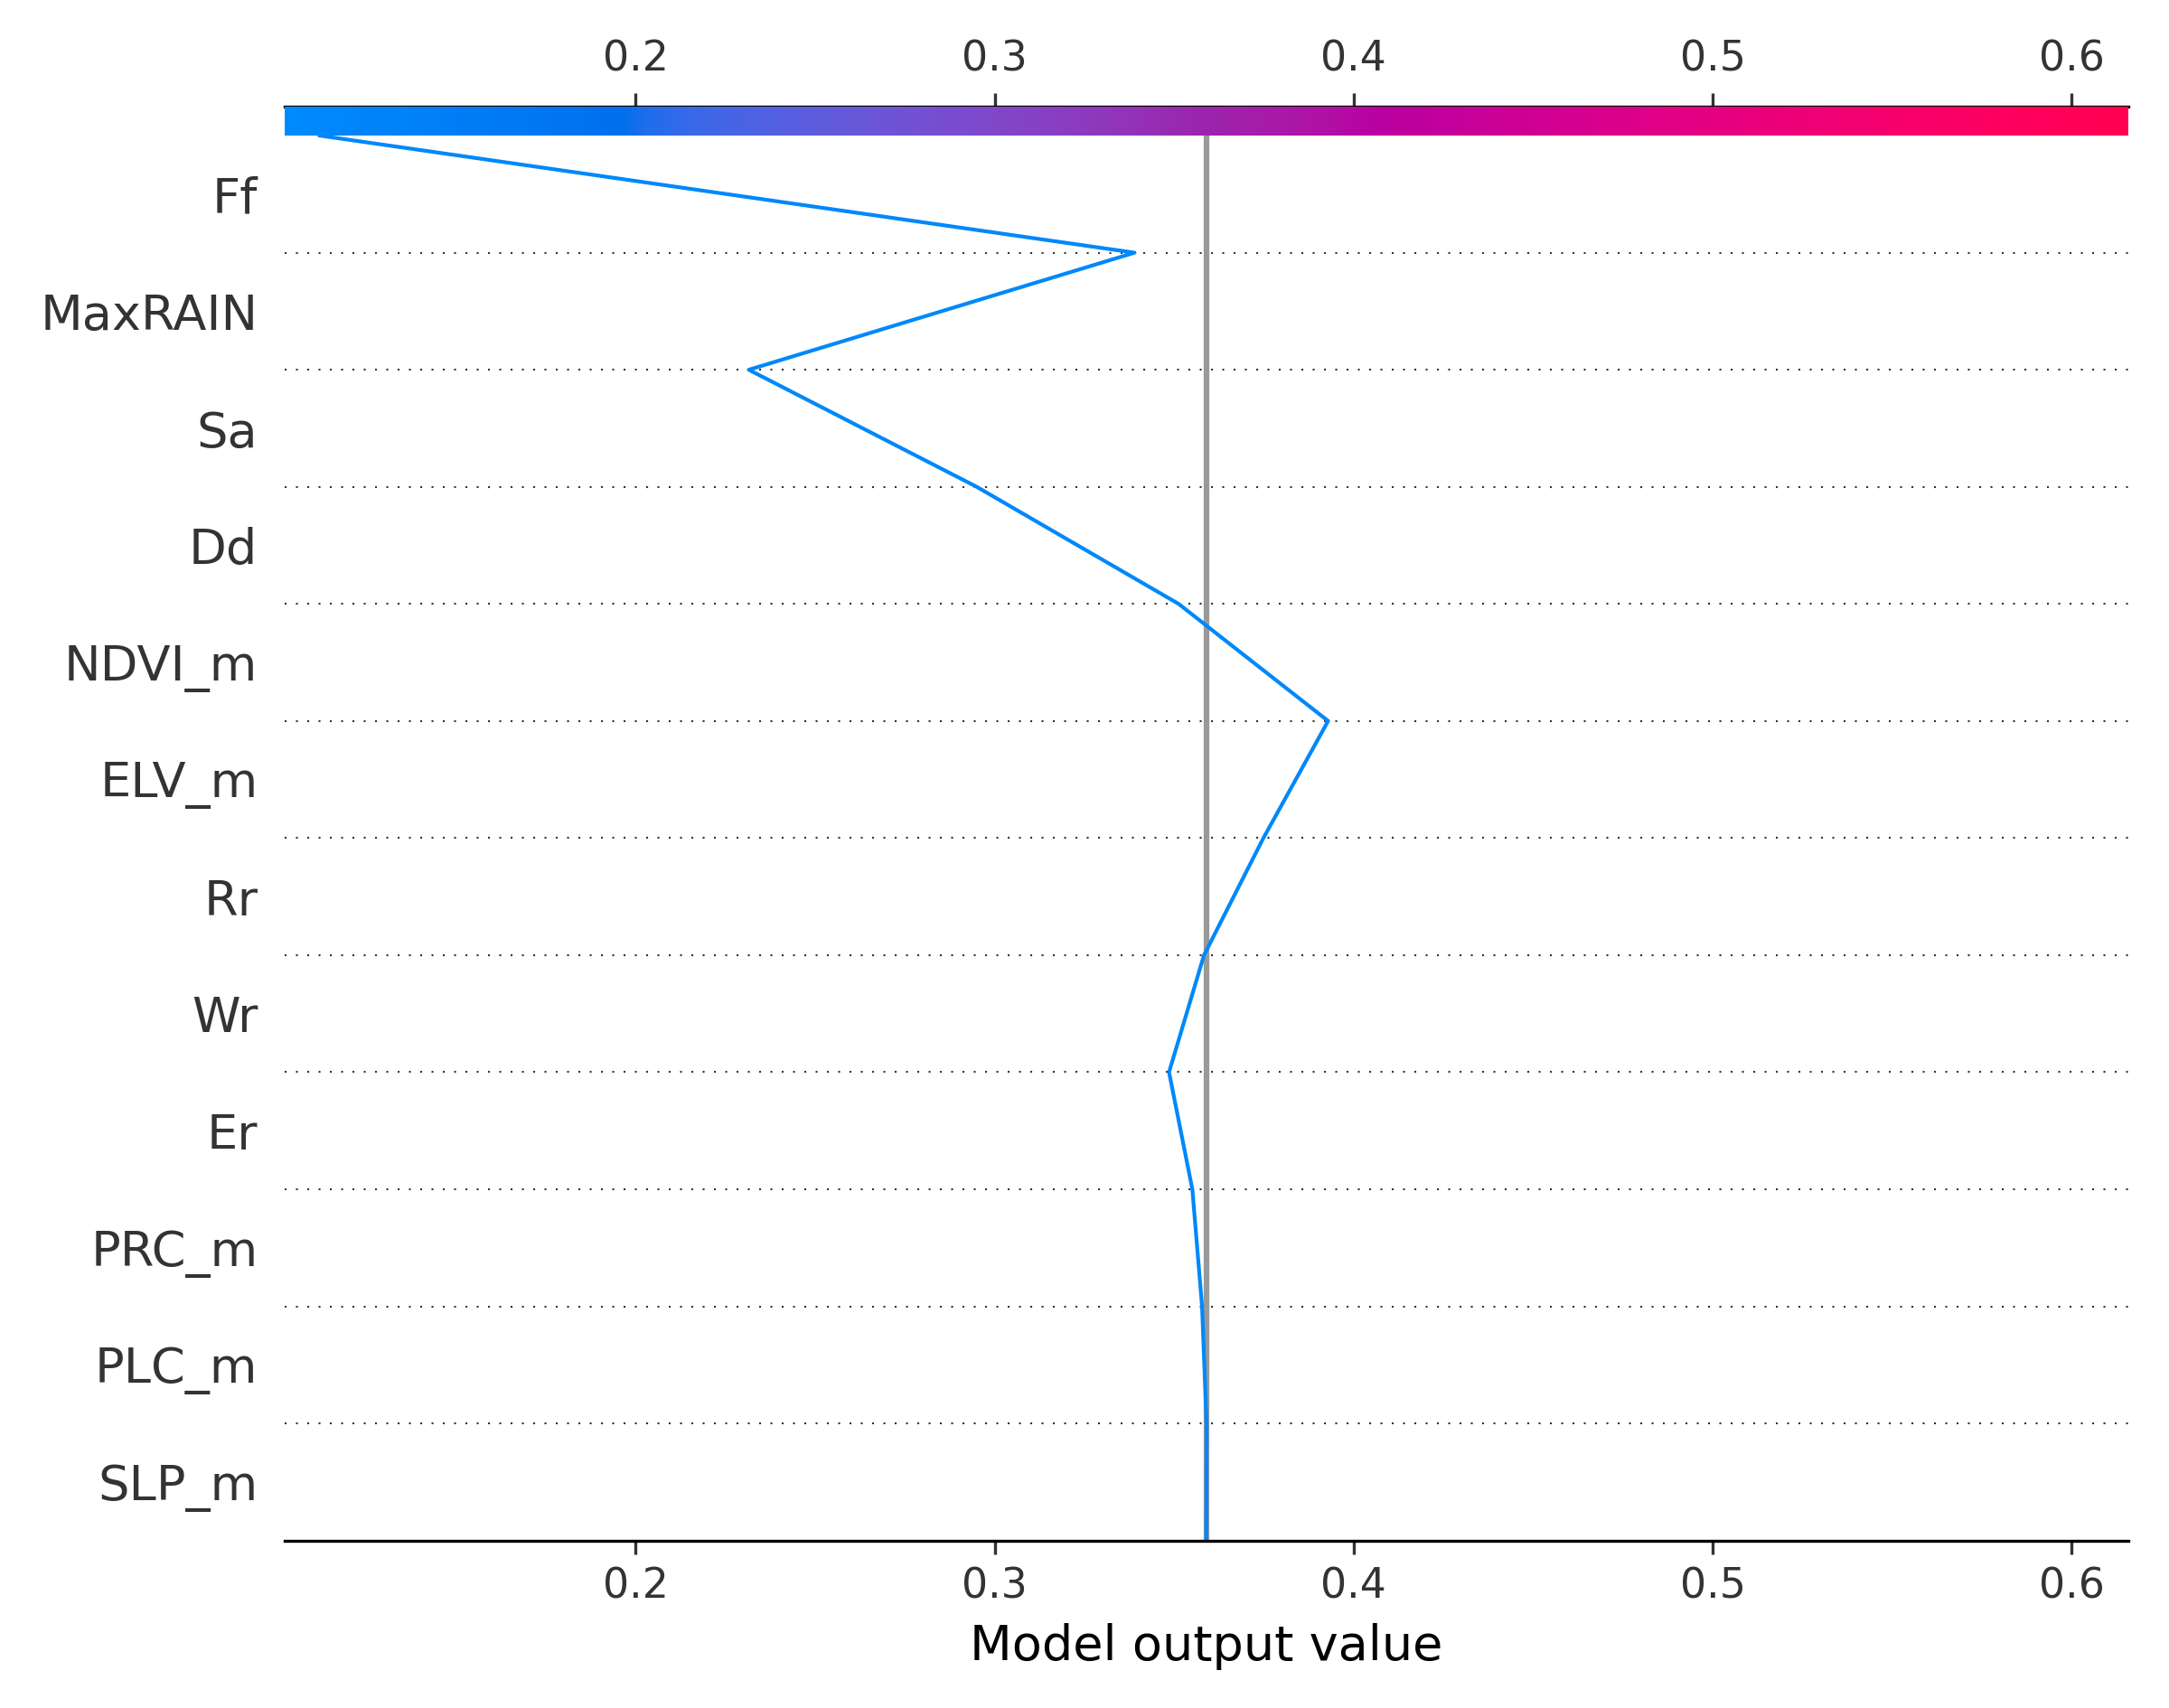 0.2 0.3 0.4 0.5 0.6
Ff
MaxRAIN
Sa
Dd
NDVI_m
ELV_m
Rr
Wr
Er
PRC_m
PLC_m
SLP_m
0.2 0.3 0.4 0.5 0.6
Model output value